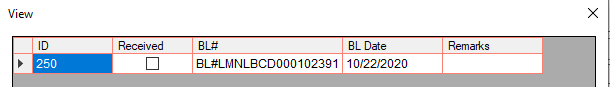 View
ID Received BL# BL Date Remarks
250 BL#LMNLBCD000102391 10/22/2020